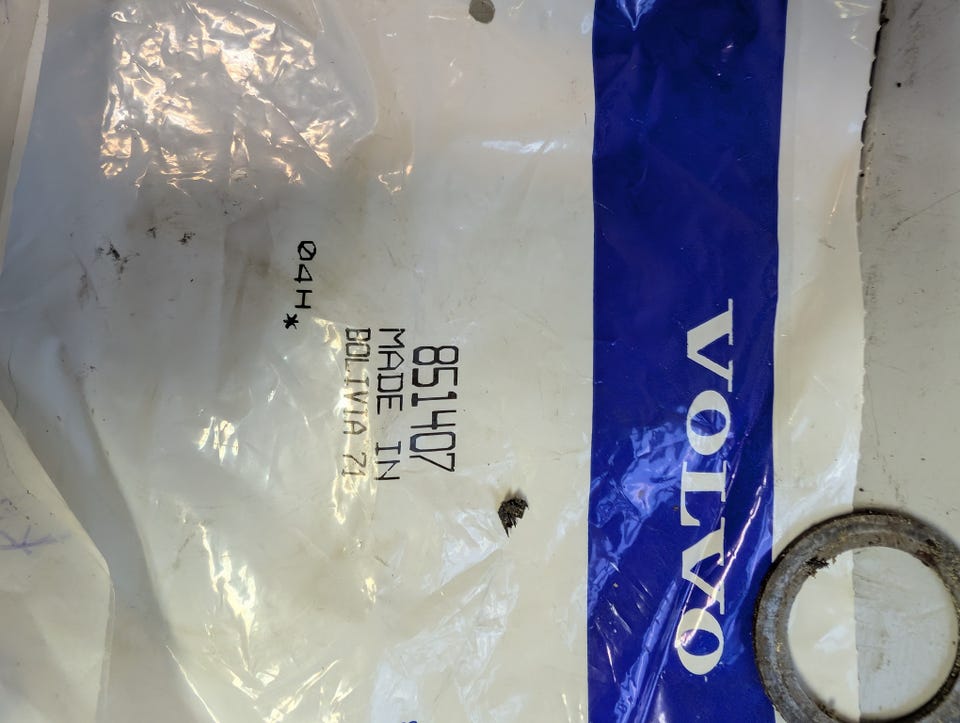 VOLVO
851407
MADE IN
BOLIVIA 71
04H*